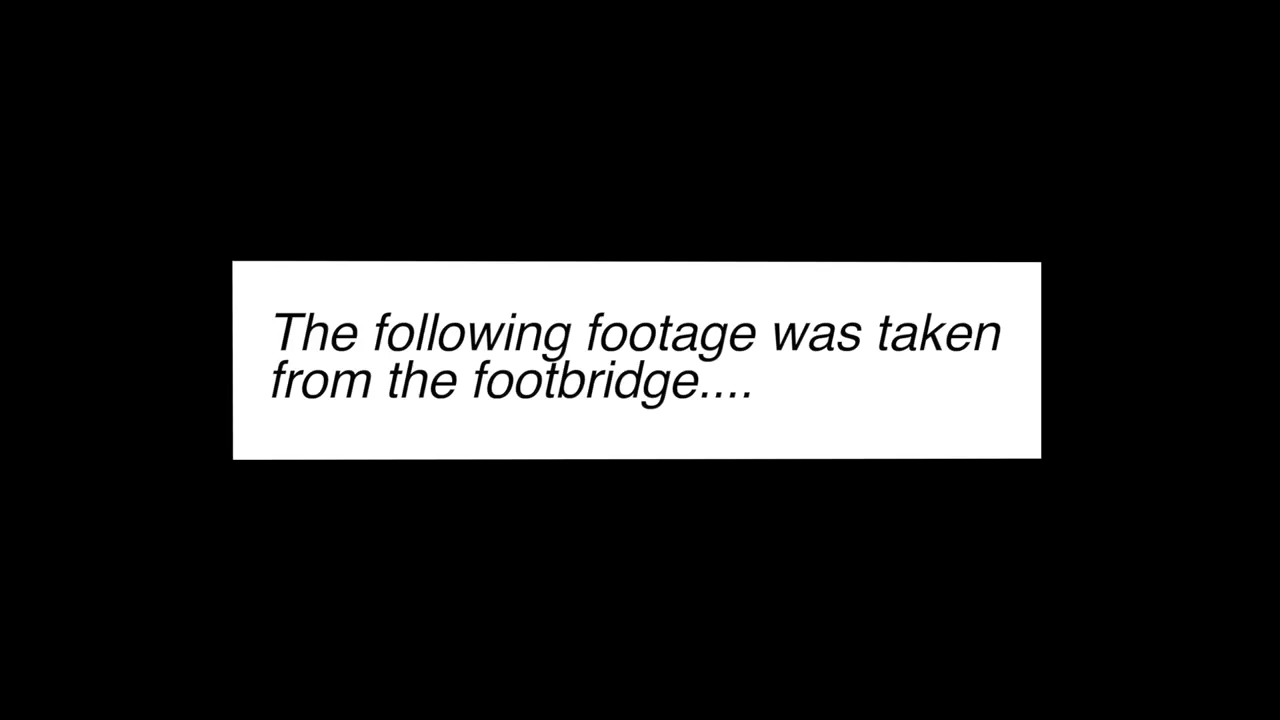 The following footage was taken
from the footbridge....